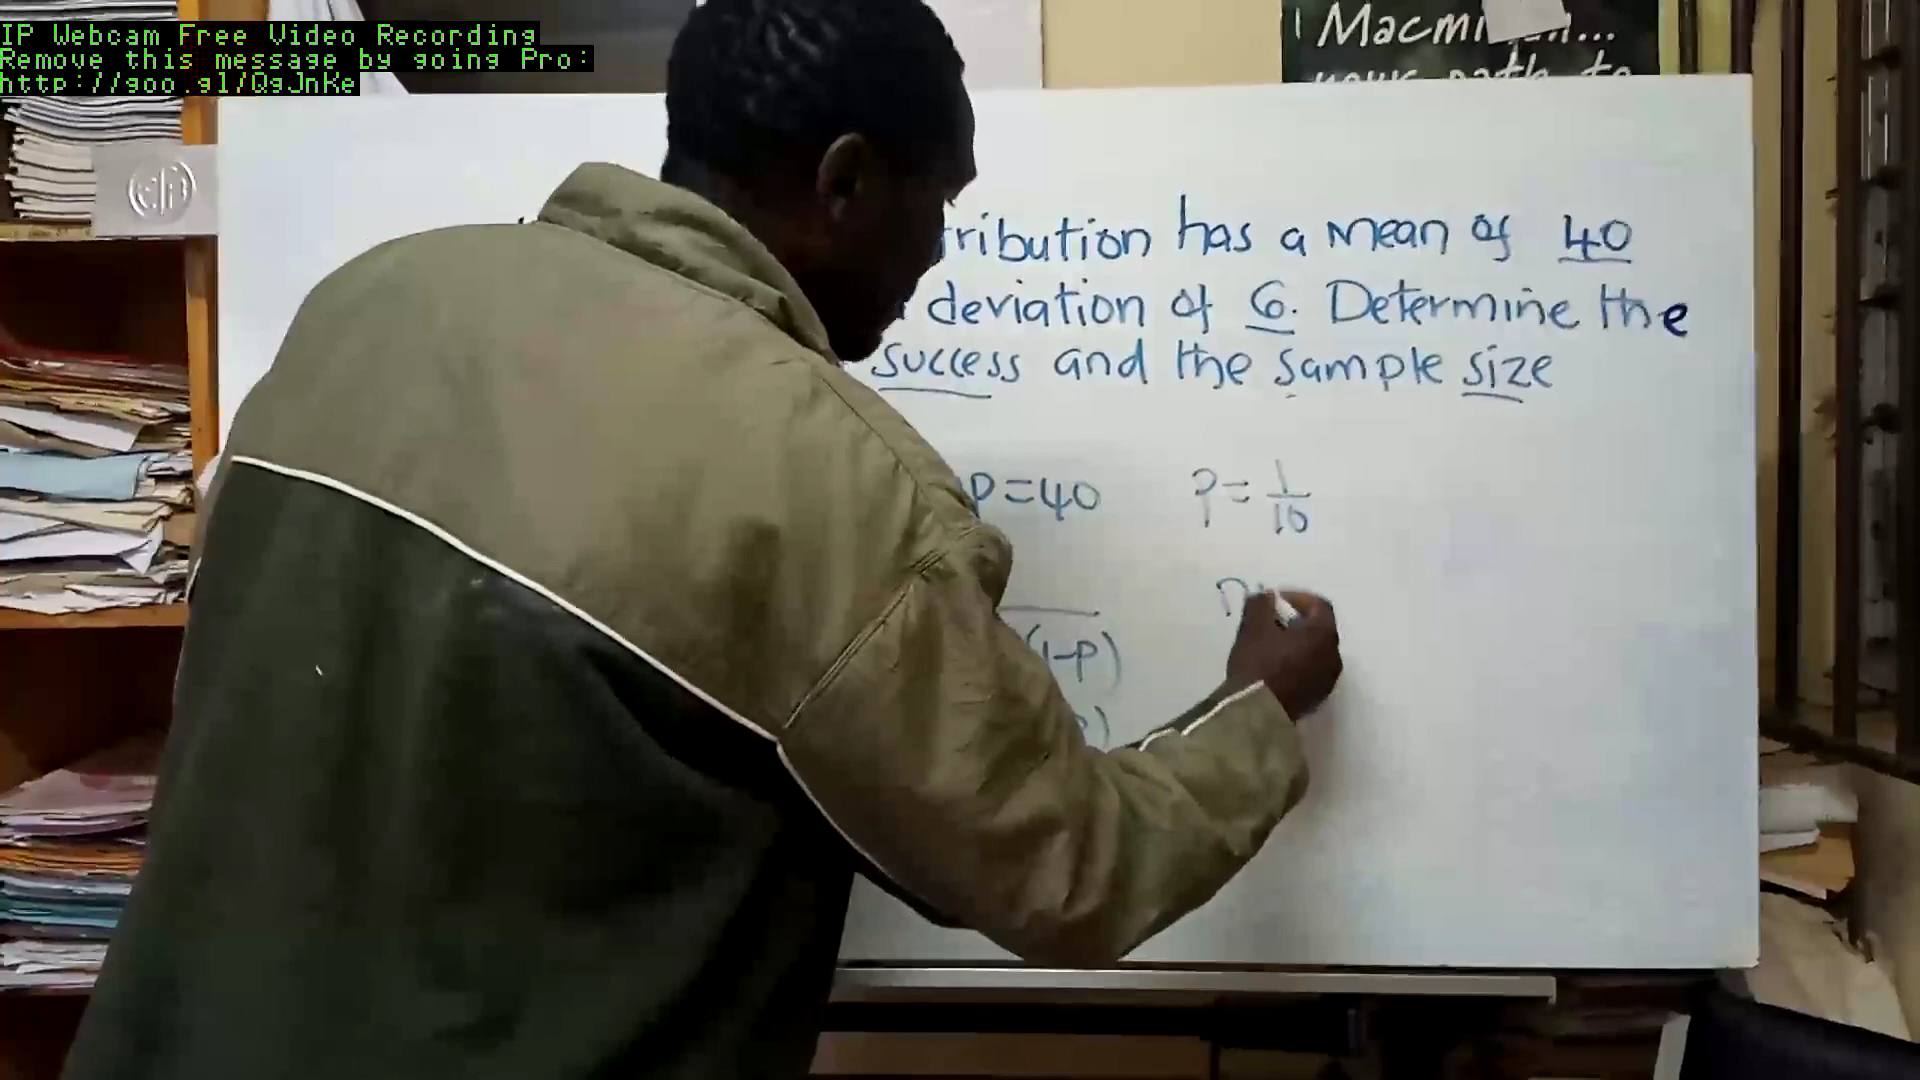 IP Webcam Free Video Recording
Remove this message by going Pro:
http://goo.gl/QgJnKe
Macmillan...
your path to
tribution has a mean of 40
deviation of 6. Determine the
success and the sample size
p=40
p= 1/10
(1-p)
n